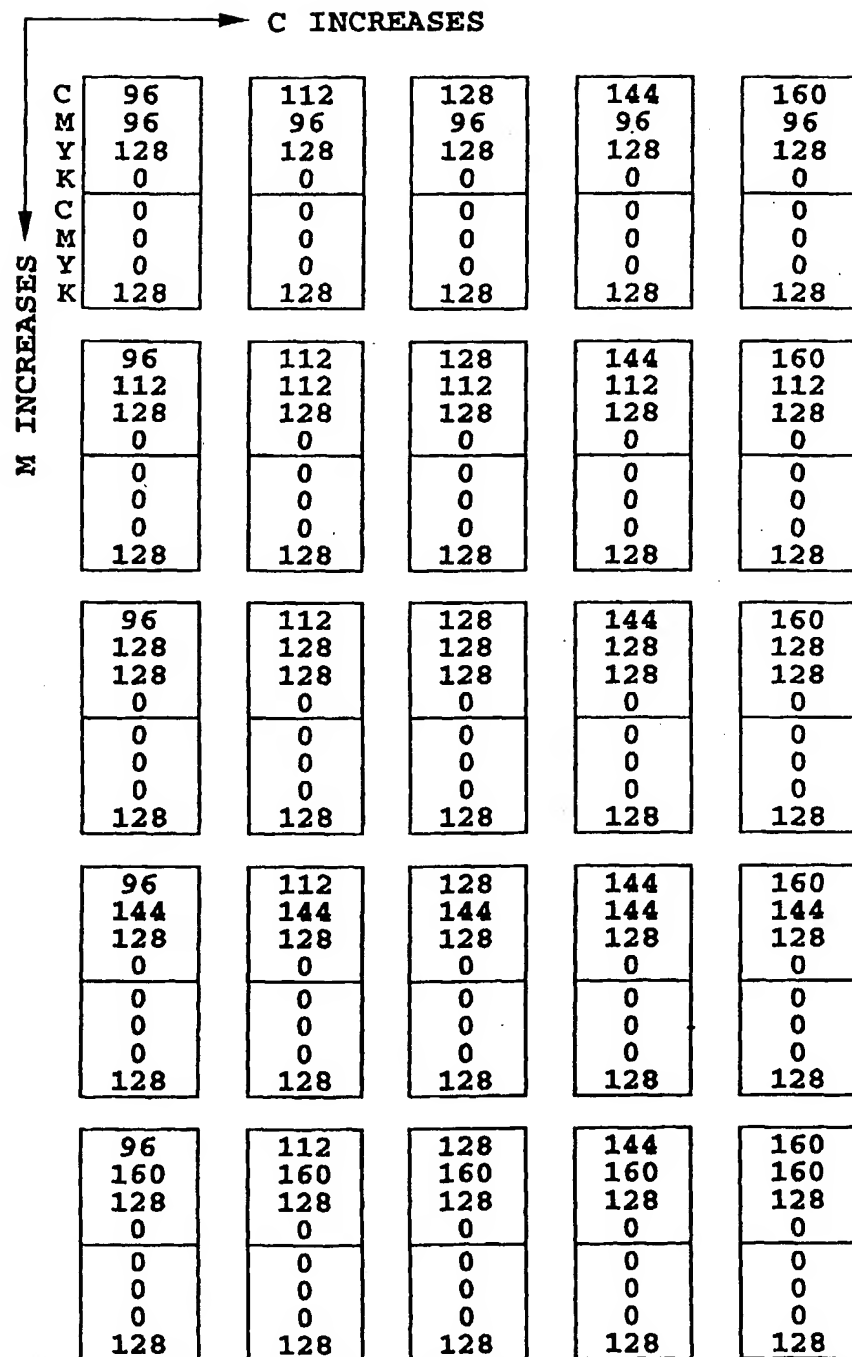 C INCREASES
M INCREASES
C 96 112 128 144 160
M 96 96 96 96 96
Y 128 128 128 128 128
K 0 0 0 0 0
C 0 0 0 0 0
M 0 0 0 0 0
Y 0 0 0 0 0
K 128 128 128 128 128
96 112 128 144 160
112 112 112 112 112
128 128 128 128 128
0 0 0 0 0
0 0 0 0 0
0 0 0 0 0
0 0 0 0 0
128 128 128 128 128
96 112 128 144 160
128 128 128 128 128
128 128 128 128 128
0 0 0 0 0
0 0 0 0 0
0 0 0 0 0
0 0 0 0 0
128 128 128 128 128
96 112 128 144 160
144 144 144 144 144
128 128 128 128 128
0 0 0 0 0
0 0 0 0 0
0 0 0 0 0
0 0 0 0 0
128 128 128 128 128
96 112 128 144 160
160 160 160 160 160
128 128 128 128 128
0 0 0 0 0
0 0 0 0 0
0 0 0 0 0
0 0 0 0 0
128 128 128 128 128